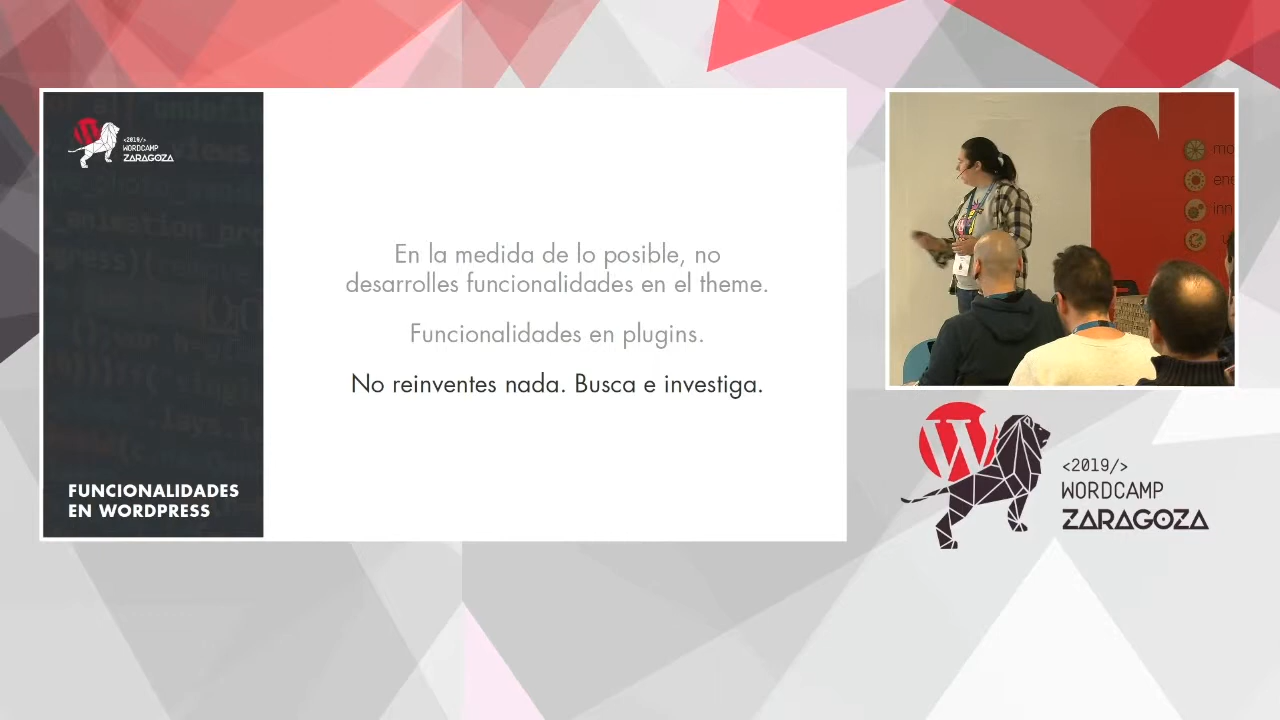 <2019/>
WORDCAMP
ZARAGOZA
FUNCIONALIDADES
EN WORDPRESS
En la medida de lo posible, no
desarrolles funcionalidades en el theme.
Funcionalidades en plugins.
No reinventes nada. Busca e investiga.
<2019/>
WORDCAMP
ZARAGOZA